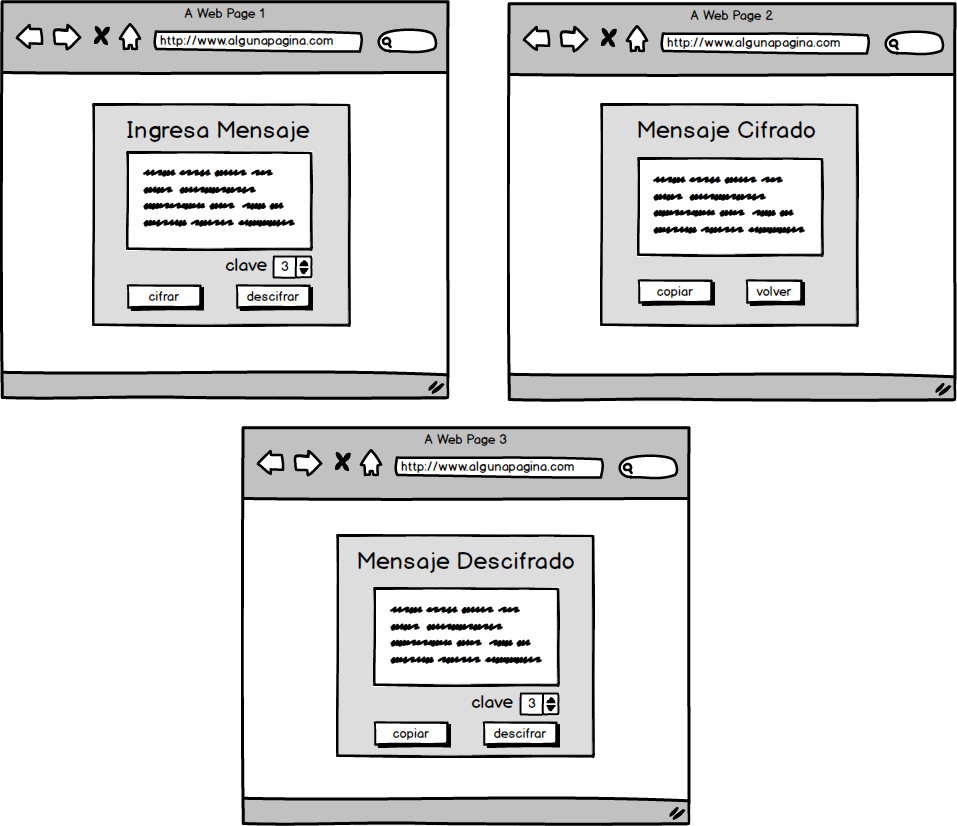 A Web Page 1
http://www.algunapagina.com
Ingresa Mensaje
clave 3
cifrar descifrar
A Web Page 2
http://www.algunapagina.com
Mensaje Cifrado
copiar volver
A Web Page 3
http://www.algunapagina.com
Mensaje Descifrado
clave 3
copiar descifrar